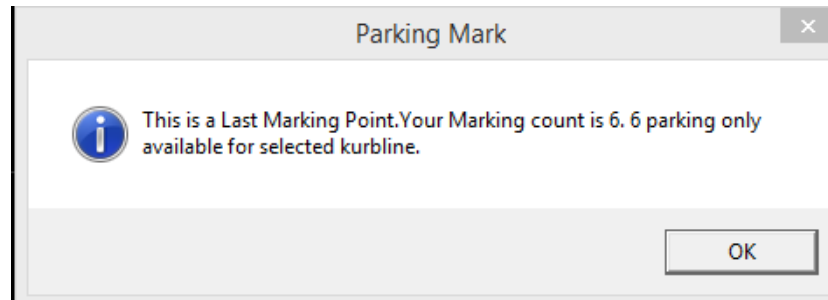 Parking Mark
This is a Last Marking Point.Your Marking count is 6. 6 parking only
available for selected kurbline.
OK